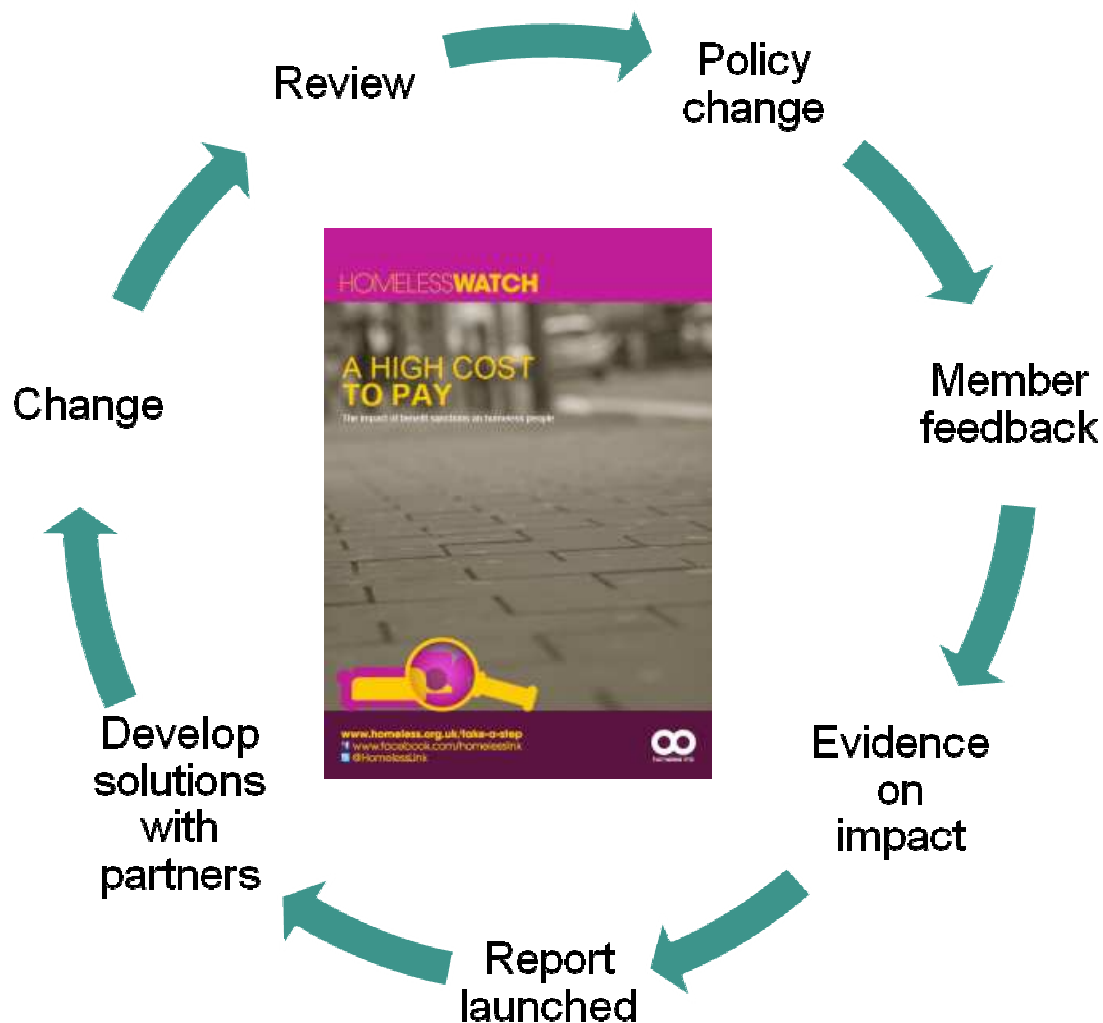 Review
Policy
change
Member
feedback
Evidence
on
impact
Report
launched
Develop
solutions
with
partners
Change
HOMELESSWATCH
A HIGH COST
TO PAY
The impact of benefit sanctions on homeless people
www.homeless.org.uk/take-a-step
www.facebook.com/homelesslink
@HomelessLink
homeless link